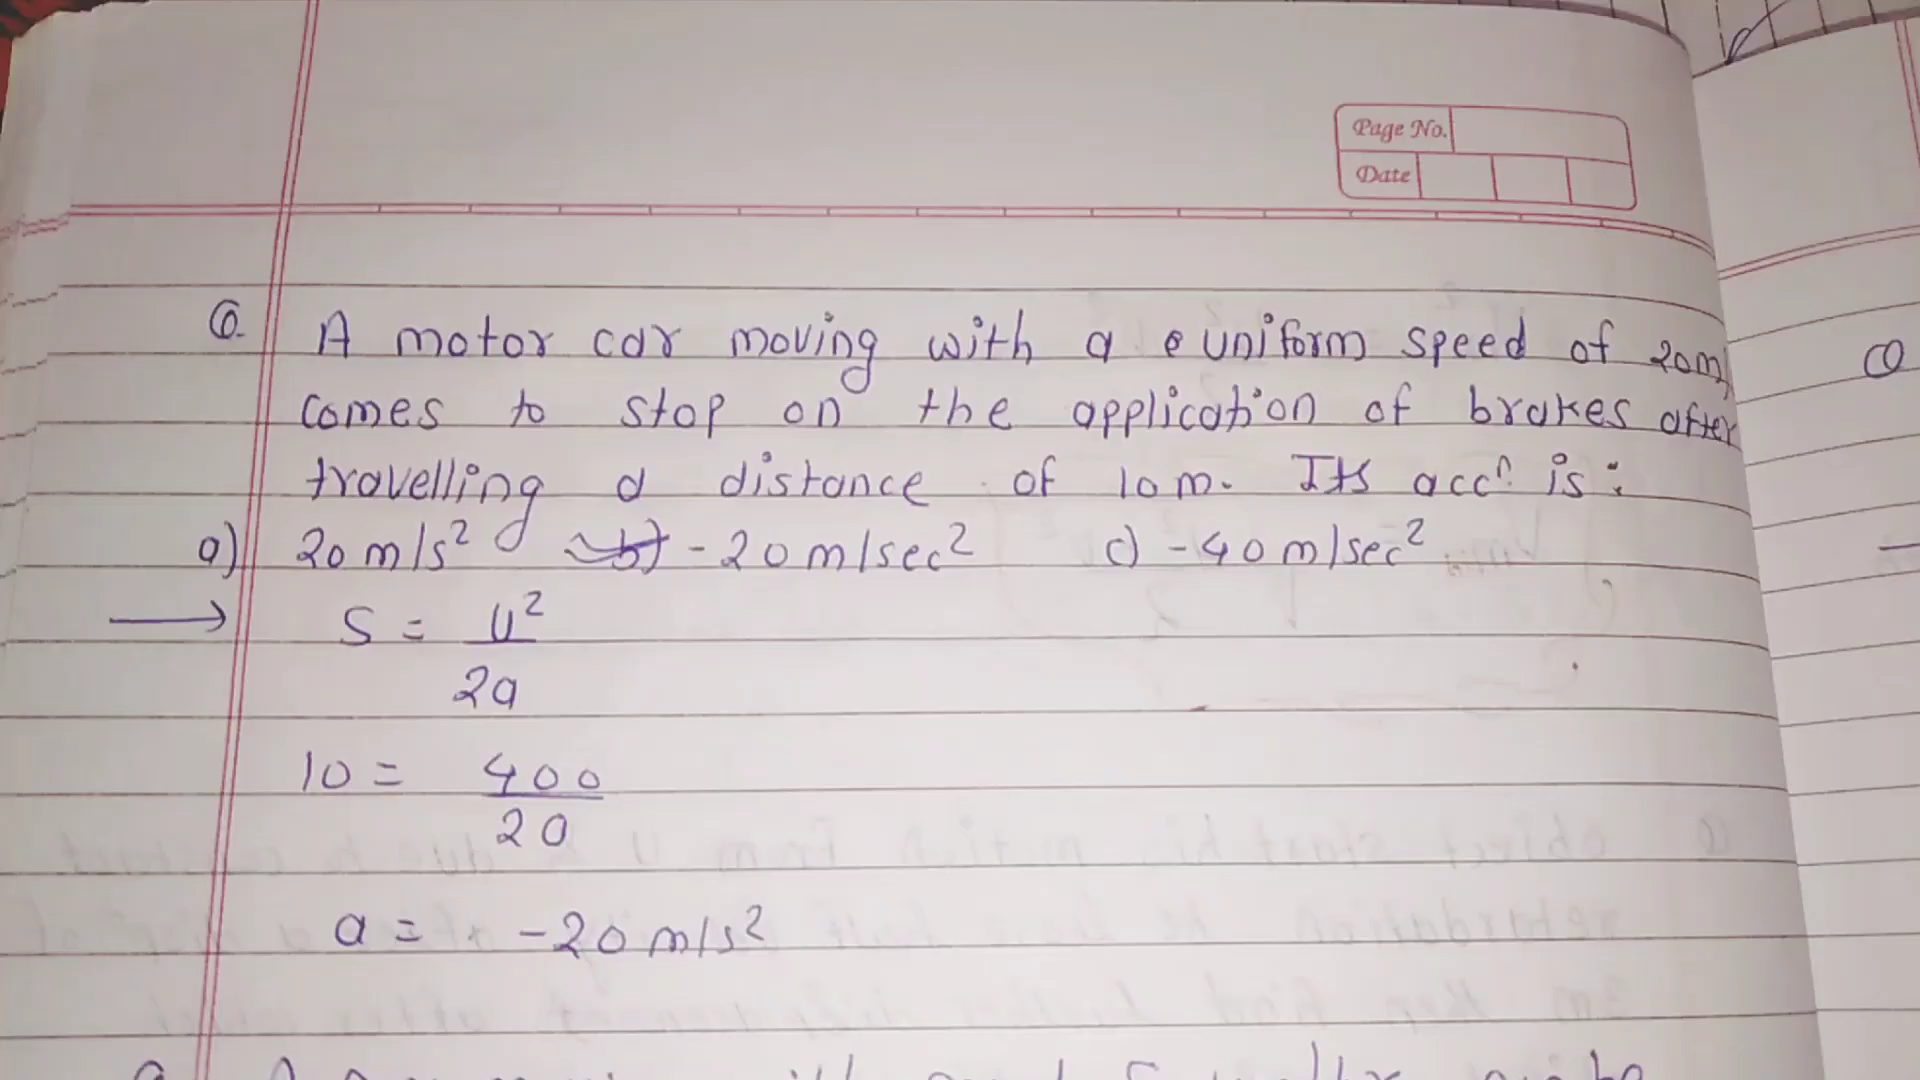 Page No.
Date
Q. A motor car moving with a uniform speed of 20m/
comes to stop on the application of brakes after
travelling a distance of 10m. Its accn is:
a) 20 m/s² b) -20 m/sec² c) -40 m/sec²
→ S = u²
2a
10 = 400
2a
a = -20 m/s²
Q